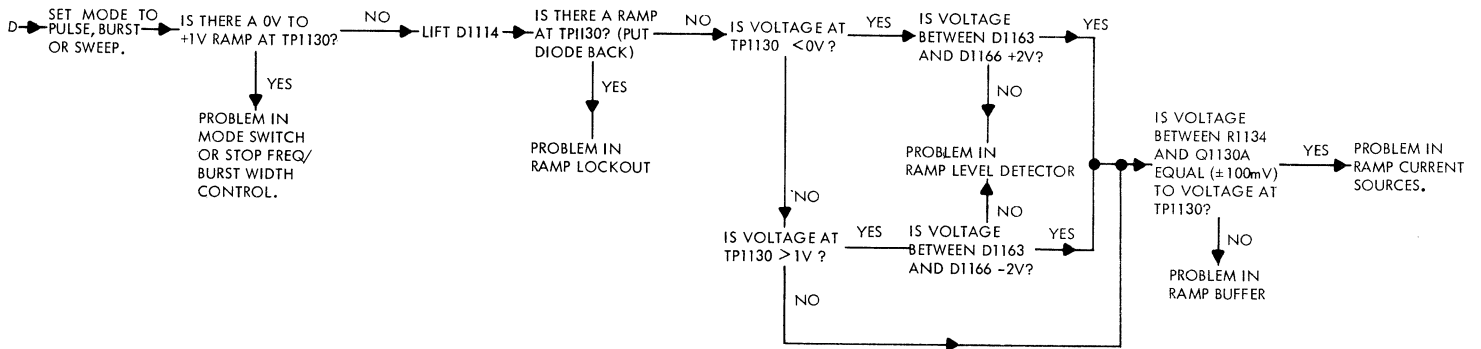 D
SET MODE TO
PULSE, BURST
OR SWEEP.
IS THERE A 0V TO
+1V RAMP AT TP1130?
YES
PROBLEM IN
MODE SWITCH
OR STOP FREQ/
BURST WIDTH
CONTROL.
NO
LIFT D1114
IS THERE A RAMP
AT TP1130? (PUT
DIODE BACK)
YES
PROBLEM IN
RAMP LOCKOUT
NO
IS VOLTAGE AT
TP1130 <0V?
YES
IS VOLTAGE
BETWEEN D1163
AND D1166 +2V?
YES
NO
PROBLEM IN
RAMP LEVEL DETECTOR
NO
NO
IS VOLTAGE AT
TP1130 >1V?
YES
IS VOLTAGE
BETWEEN D1163
AND D1166 -2V?
YES
NO
IS VOLTAGE
BETWEEN R1134
AND Q1130A
EQUAL (±100mV)
TO VOLTAGE AT
TP1130?
YES
PROBLEM IN
RAMP CURRENT
SOURCES.
NO
PROBLEM IN
RAMP BUFFER